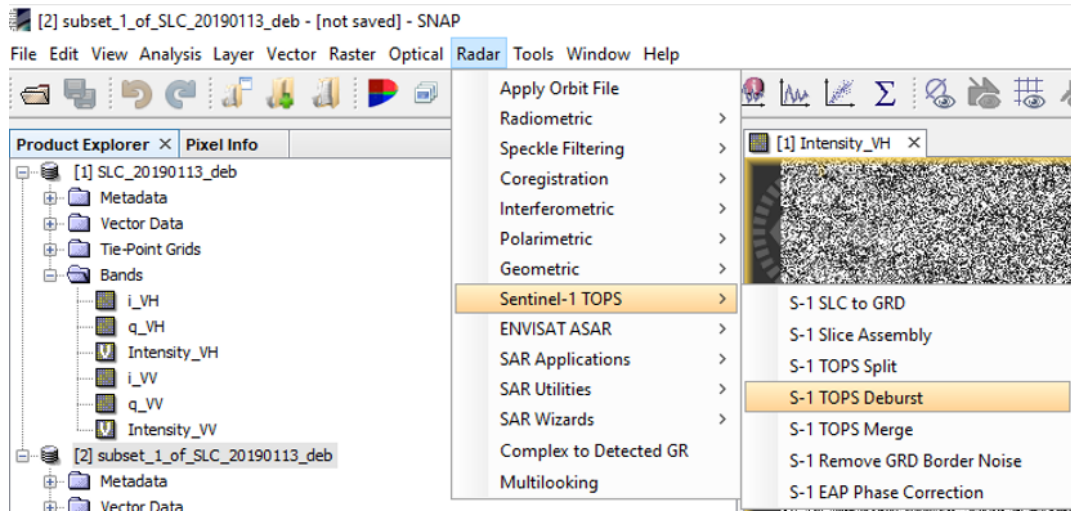 [2] subset_1_of_SLC_20190113_deb - [not saved] - SNAP
File Edit View Analysis Layer Vector Raster Optical Radar Tools Window Help
Product Explorer × Pixel Info
[1] SLC_20190113_deb
Metadata
Vector Data
Tie-Point Grids
Bands
i_VH
q_VH
Intensity_VH
i_VV
q_VV
Intensity_VV
[2] subset_1_of_SLC_20190113_deb
Metadata
Vector Data
Apply Orbit File
Radiometric >
Speckle Filtering >
Coregistration >
Interferometric >
Polarimetric >
Geometric >
Sentinel-1 TOPS >
ENVISAT ASAR >
SAR Applications >
SAR Utilities >
SAR Wizards >
Complex to Detected GR
Multilooking
[1] Intensity_VH ×
S-1 SLC to GRD
S-1 Slice Assembly
S-1 TOPS Split
S-1 TOPS Deburst
S-1 TOPS Merge
S-1 Remove GRD Border Noise
S-1 EAP Phase Correction